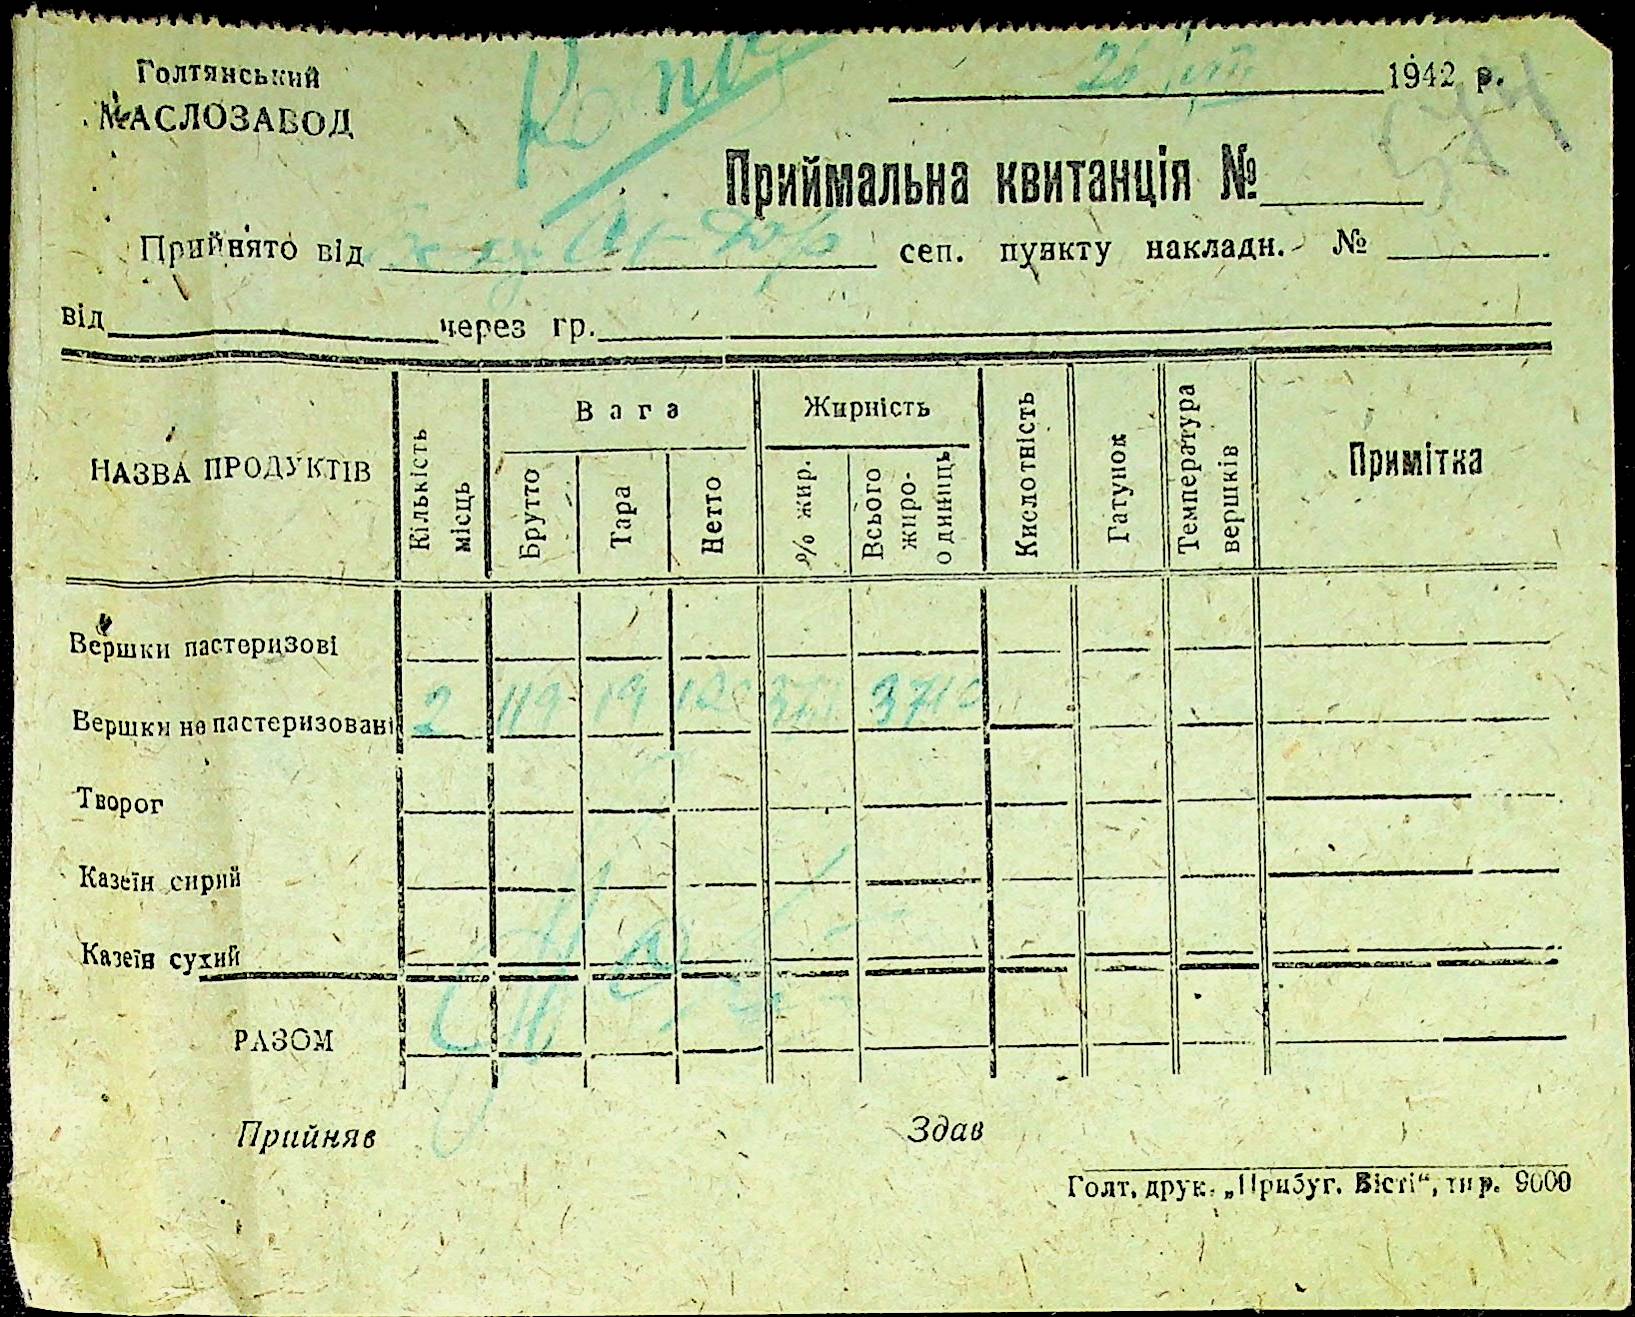 Голтянський
МАСЛОЗАВОД
1942 р.
Приймальна квитанція №
Прийнято від сеп. пункту накладн. №
від через гр.
НАЗВА ПРОДУКТІВ
Кількість місць
Вага
Брутто
Тара
Нетто
Жирність
% жир.
Всього жиро-одиниць
Кислотність
Гатунок
Температура вершків
Примітка
Вершки пастеризові
Вершки не пастеризовані 2 119 19
Творог
Казеїн сирий
Казеїн сухий
РАЗОМ
Прийняв Здав
Голт. друк. „Прибуг. Вісті“, тир. 9000